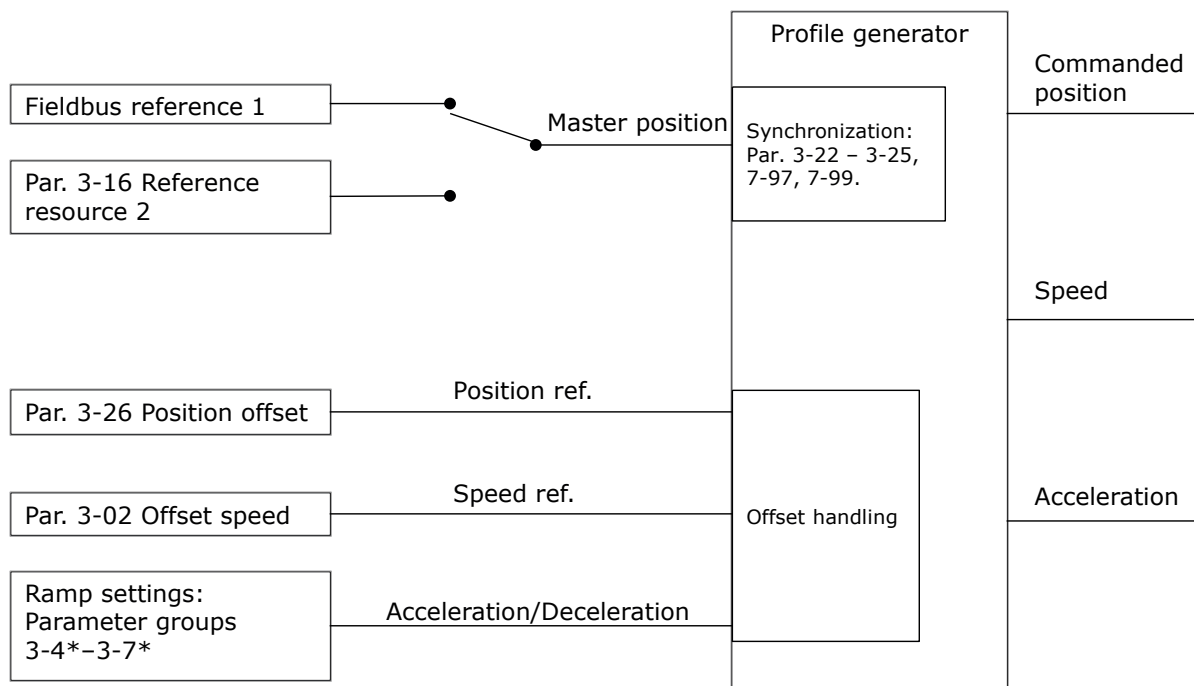 Profile generator
Commanded
position
Fieldbus reference 1
Master position
Synchronization:
Par. 3-22 – 3-25,
7-97, 7-99.
Par. 3-16 Reference
resource 2
Speed
Position ref.
Par. 3-26 Position offset
Speed ref.
Acceleration
Par. 3-02 Offset speed
Offset handling
Ramp settings:
Parameter groups
3-4*–3-7*
Acceleration/Deceleration